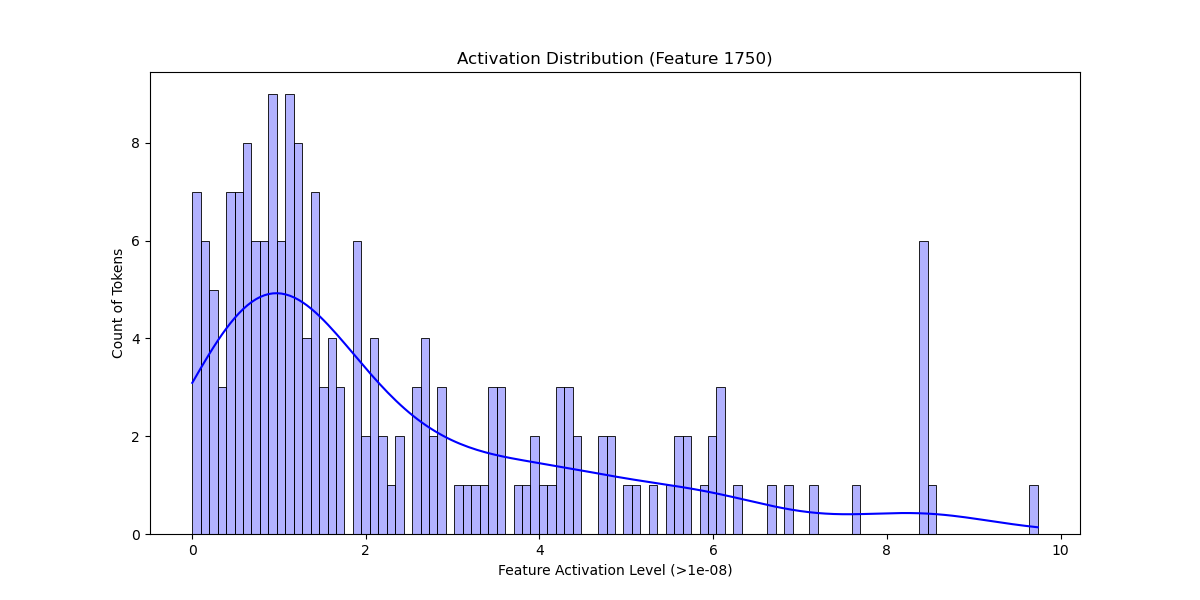 Activation Distribution (Feature 1750)
Count of Tokens
8
6
4
2
0
0 2 4 6 8 10
Feature Activation Level (>1e-08)